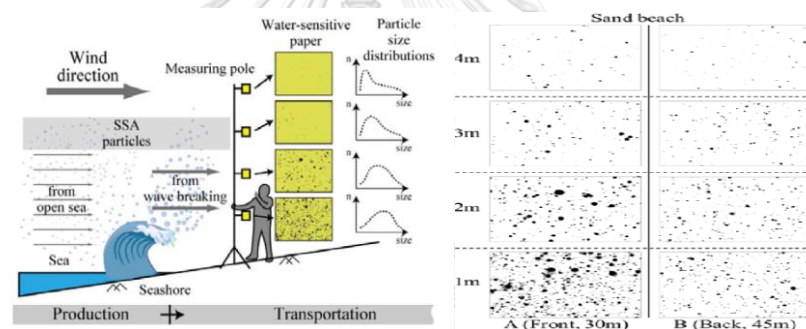 Wind
direction
SSA
particles
from
open sea
from
wave breaking
Sea
Seashore
Production
Transportation
Measuring pole
Water-sensitive
paper
Particle
size
distributions
n
size
n
size
n
size
n
size
Sand beach
4m
3m
2m
1m
A (Front, 30m)
B (Back, 45m)